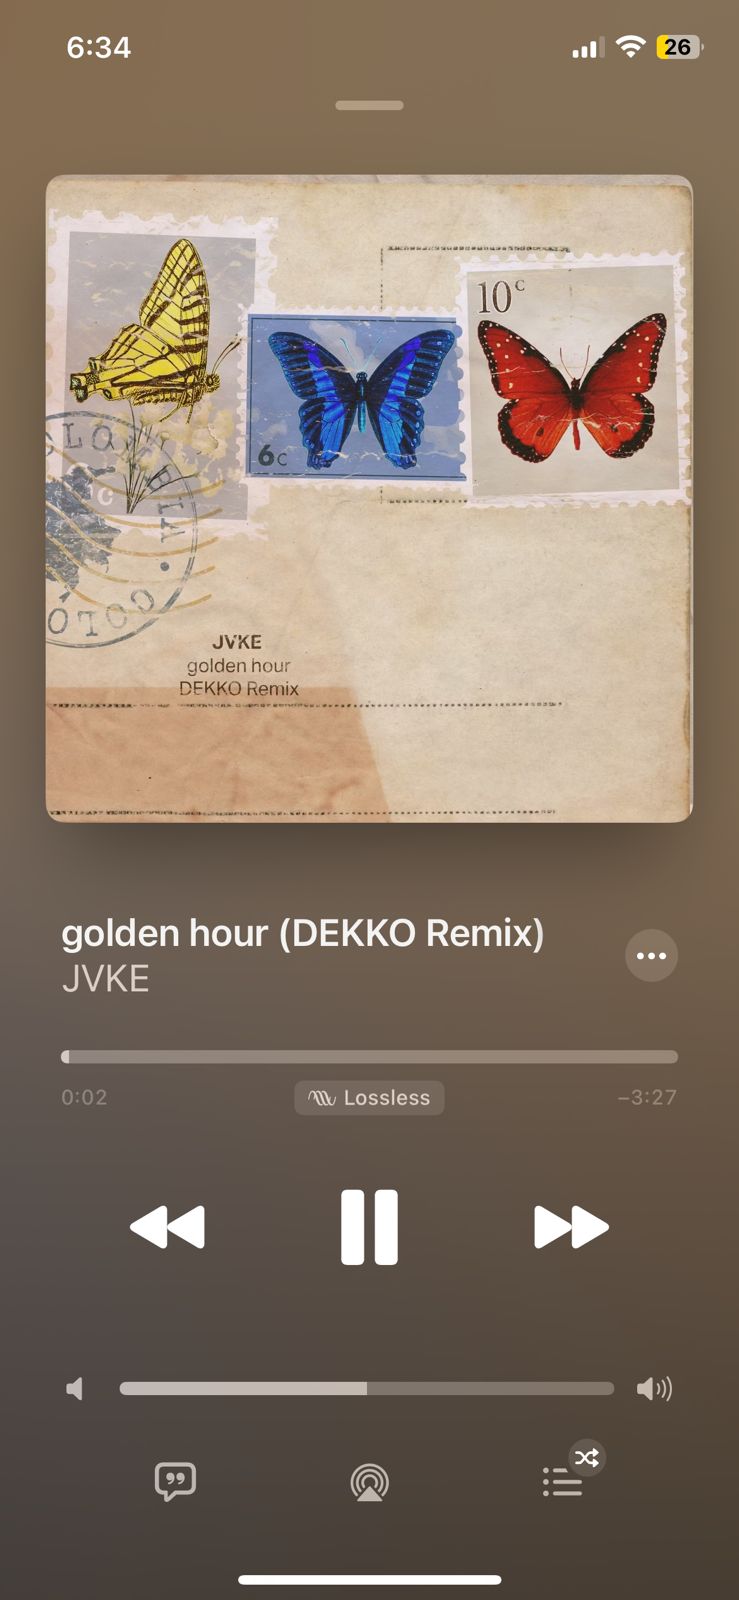 6:34
26
10c
6c
c
COLOMBIA
JVKE
golden hour
DEKKO Remix
golden hour (DEKKO Remix)
JVKE
0:02
Lossless
−3:27